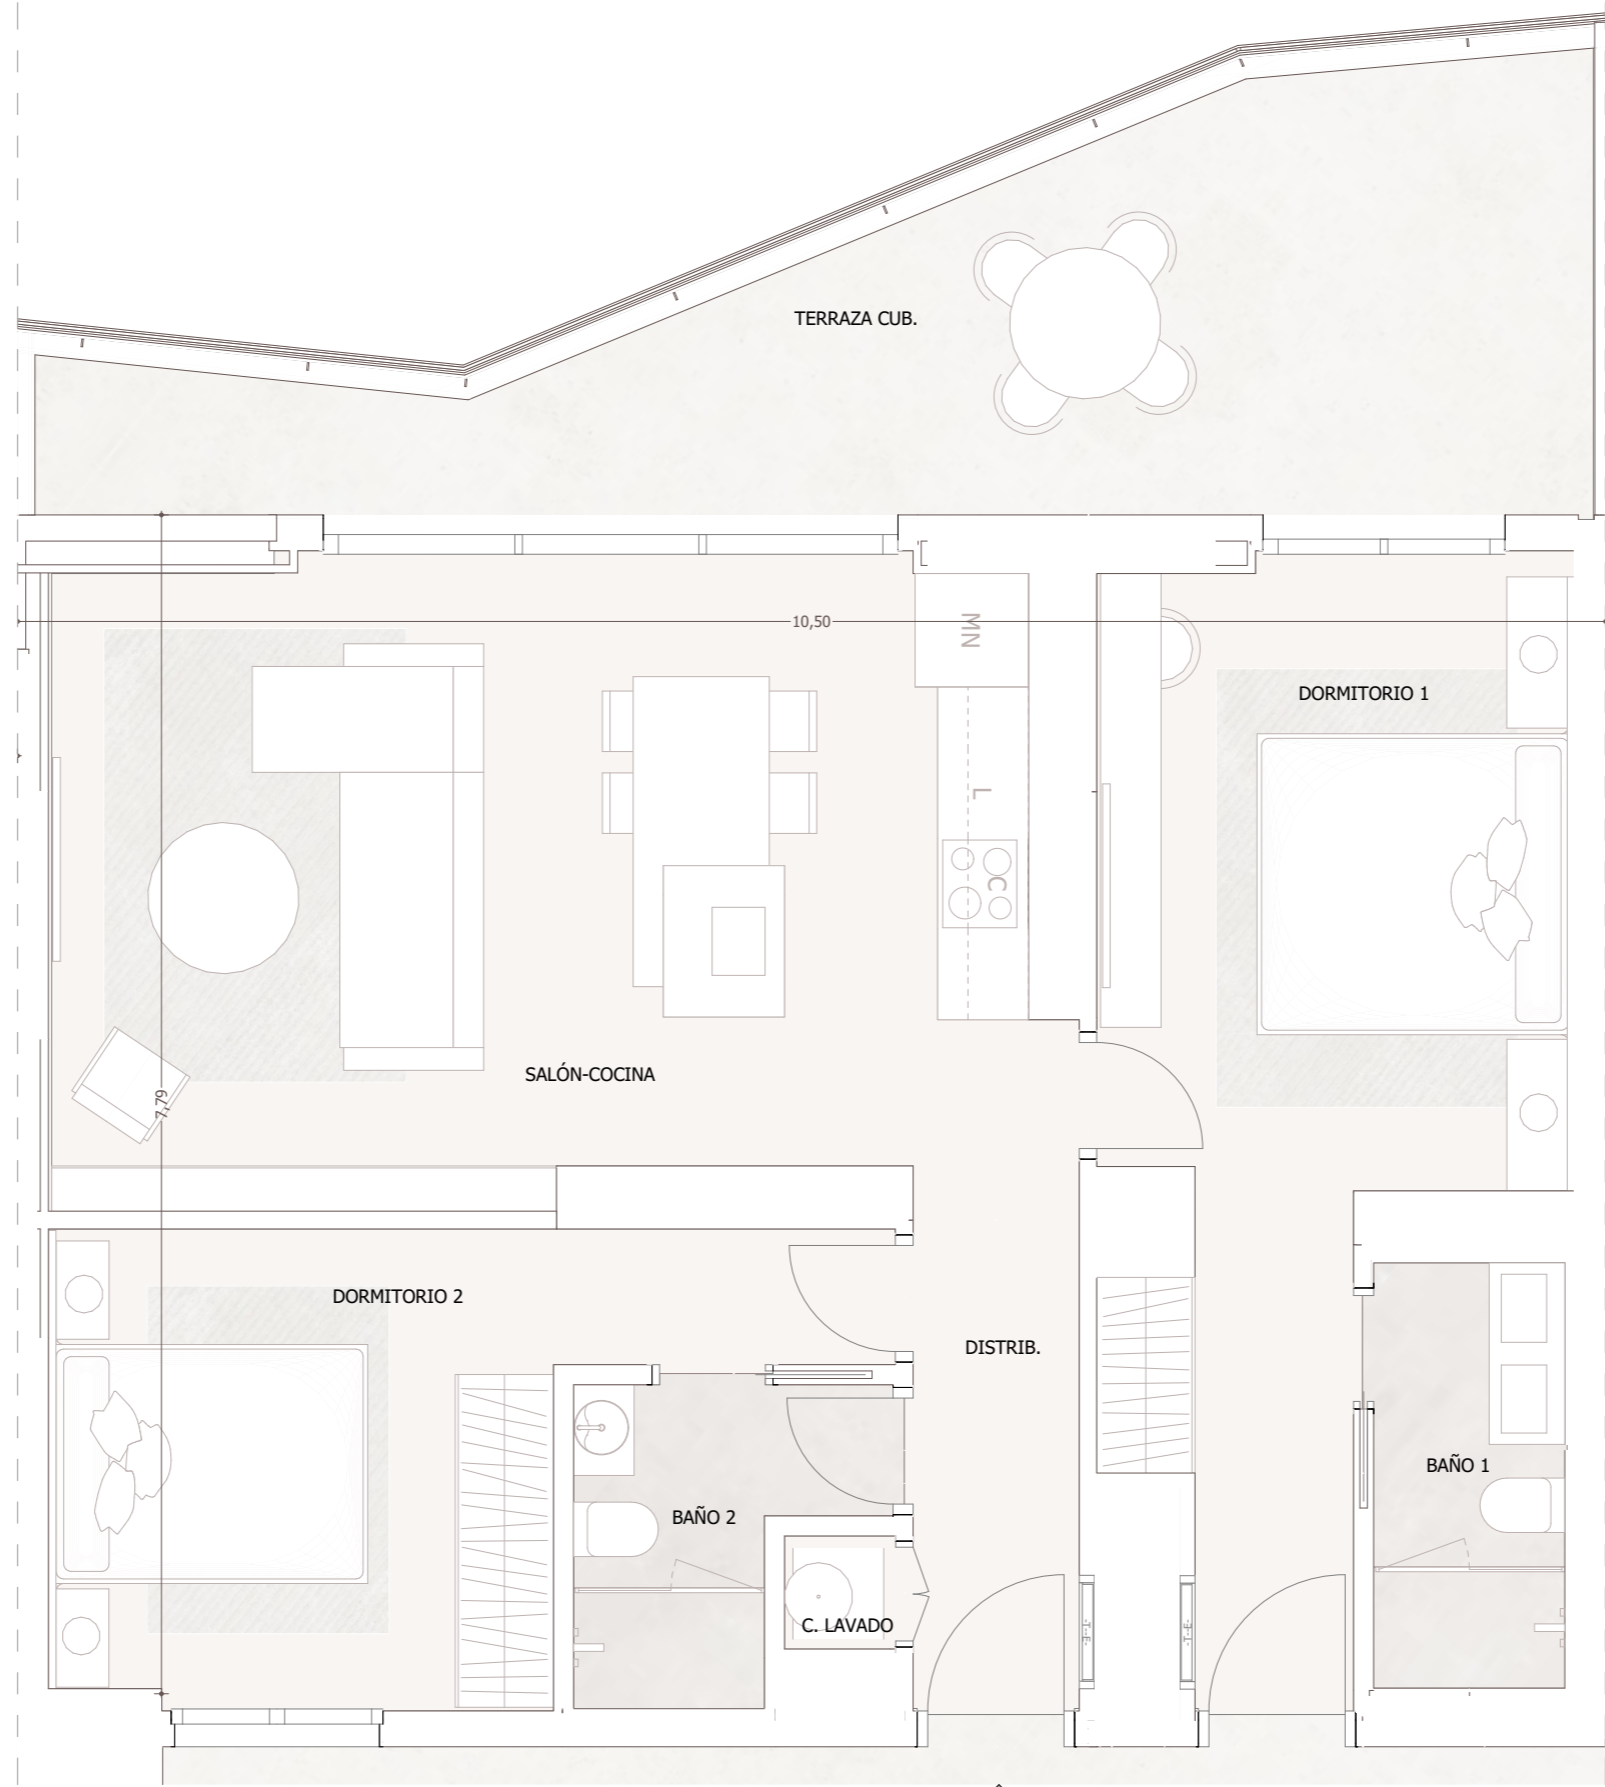 TERRAZA CUB.
10,50
MN
DORMITORIO 1
L
C
SALÓN-COCINA
7,79
DORMITORIO 2
DISTRIB.
BAÑO 1
BAÑO 2
C. LAVADO
-T-E-
-T-E-